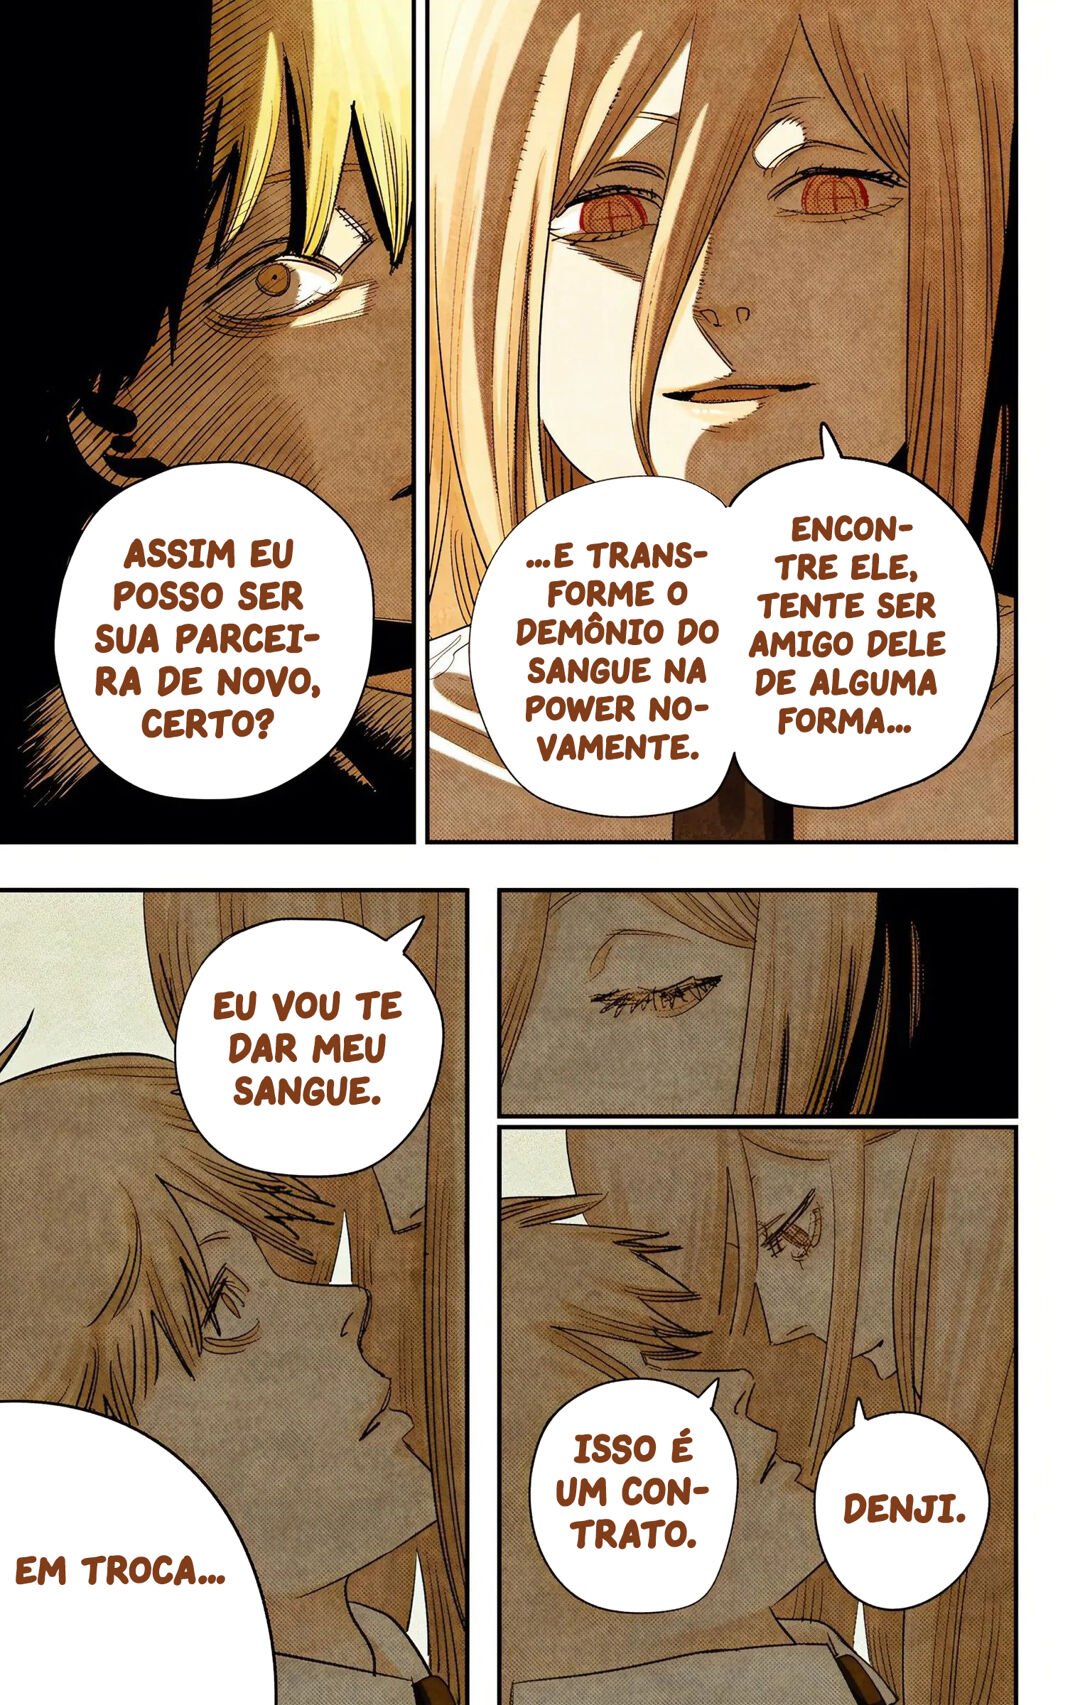 ENCON-
TRE ELE,
TENTE SER
AMIGO DELE
DE ALGUMA
FORMA...
...E TRANS-
FORME O
DEMÔNIO DO
SANGUE NA
POWER NO-
VAMENTE.
ASSIM EU
POSSO SER
SUA PARCEI-
RA DE NOVO,
CERTO?
DENJI.
ISSO É
UM CON-
TRATO.
EU VOU TE
DAR MEU
SANGUE.
EM TROCA...